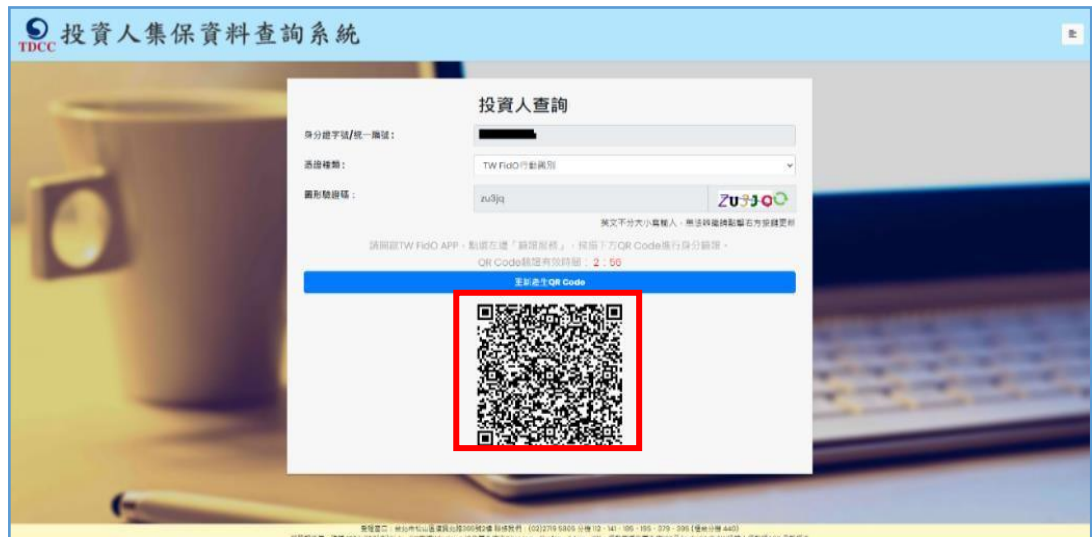 TDCC 投資人集保資料查詢系統
投資人查詢
身分證字號/統一編號：
憑證種類：
TW FidO行動識別
圖形驗證碼：
zu3jq
ZU3JQ
英文不分大小寫輸入，無法辨識請點擊右方按鍵更新
請開啟TW FidO APP，點選左邊「驗證服務」，掃描下方QR Code進行身分驗證。
QR Code驗證有效時間：2：56
重新產生QR Code